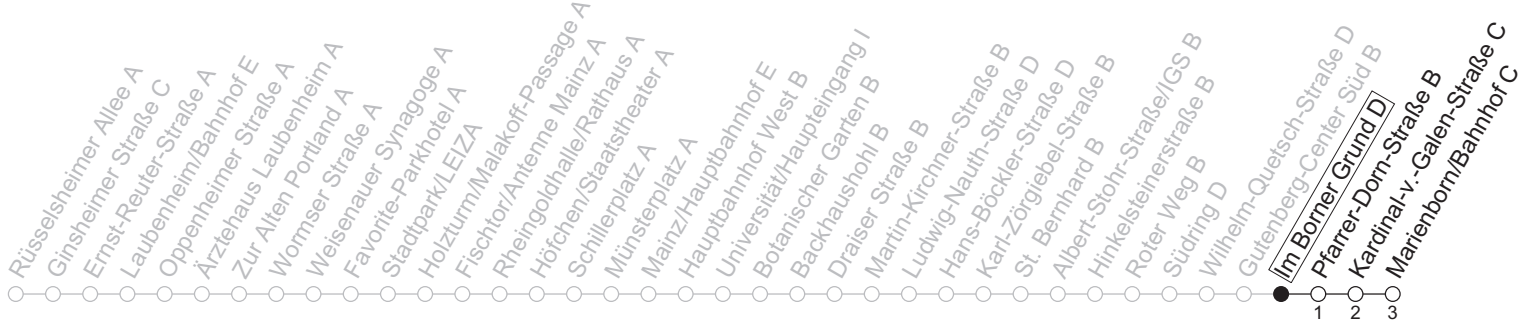 Rüsselsheimer Allee A
Ginsheimer Straße C
Ernst-Reuter-Straße A
Laubenheim/Bahnhof E
Oppenheimer Straße A
Ärztehaus Laubenheim A
Zur Alten Portland A
Wormser Straße A
Weisenauer Synagoge A
Favorite-Parkhotel A
Stadtpark/LEIZA
Holzturm/Malakoff-Passage A
Fischtor/Antenne Mainz A
Rheingoldhalle/Rathaus A
Höfchen/Staatstheater A
Schillerplatz A
Münsterplatz A
Mainz/Hauptbahnhof E
Hauptbahnhof West B
Universität/Haupteingang I
Botanischer Garten B
Backhaushohl B
Draiser Straße B
Martin-Kirchner-Straße B
Ludwig-Nauth-Straße D
Hans-Böckler-Straße D
Karl-Zörgiebel-Straße B
St. Bernhard B
Albert-Stohr-Straße/IGS B
Hinkelsteinerstraße B
Roter Weg B
Südring D
Wilhelm-Quetsch-Straße D
Gutenberg-Center Süd B
Im Borner Grund D
Pfarrer-Dorn-Straße B
Kardinal-v.-Galen-Straße C
Marienborn/Bahnhof C
1 2 3